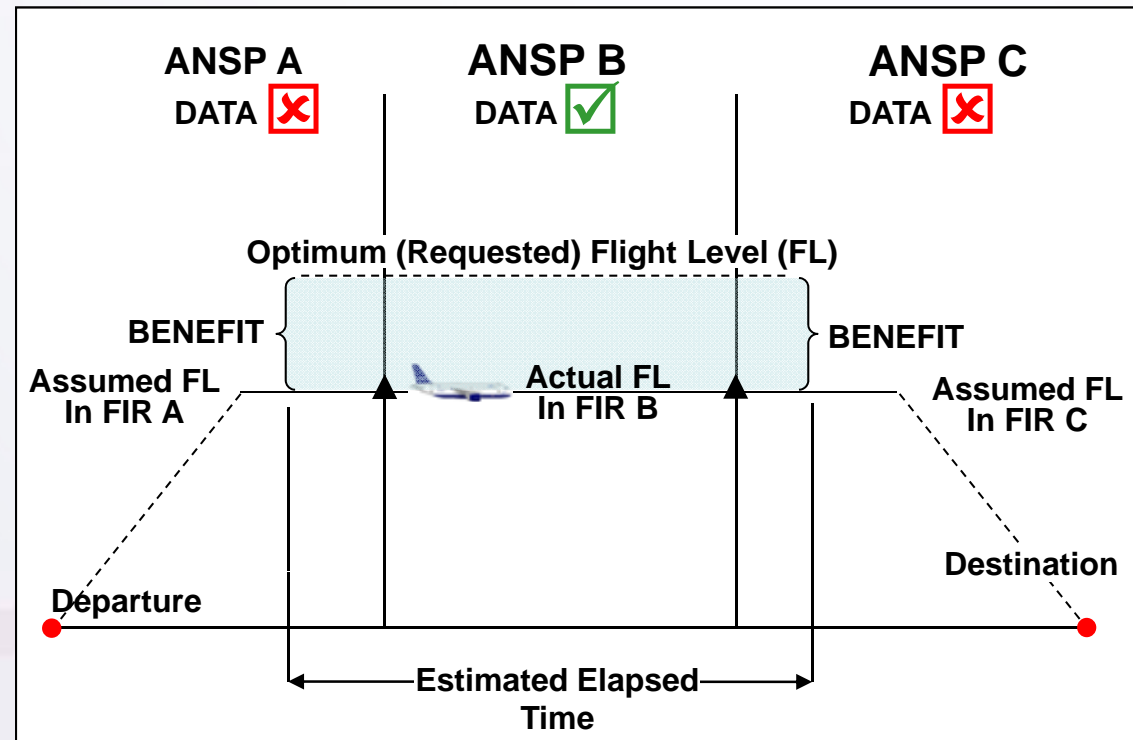 ANSP A
DATA
ANSP B
DATA
ANSP C
DATA
Optimum (Requested) Flight Level (FL)
BENEFIT
BENEFIT
Assumed FL
In FIR A
Actual FL
In FIR B
Assumed FL
In FIR C
Departure
Destination
Estimated Elapsed
Time